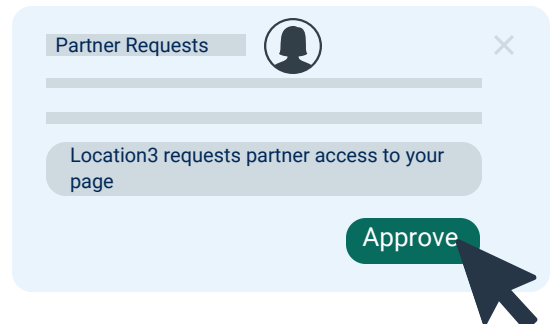 Partner Requests
Location3 requests partner access to your
page
Approve